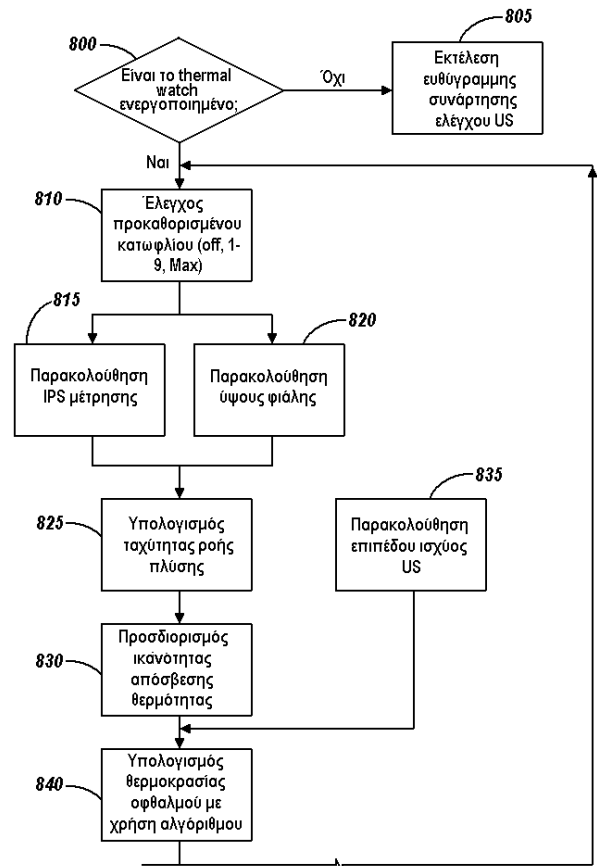 800
Είναι το thermal
watch
ενεργοποιημένο;
Όχι
805
Εκτέλεση
ευθύγραμμης
συνάρτησης
ελέγχου US
Ναι
810
Έλεγχος
προκαθορισμένου
κατωφλίου (off, 1-
9, Max)
815
Παρακολούθηση
IPS μέτρησης
820
Παρακολούθηση
ύψους φιάλης
825
Υπολογισμός
ταχύτητας ροής
πλύσης
835
Παρακολούθηση
επιπέδου ισχύος
US
830
Προσδιορισμός
ικανότητας
απόσβεσης
θερμότητας
840
Υπολογισμός
θερμοκρασίας
οφθαλμού με
χρήση αλγόριθμου